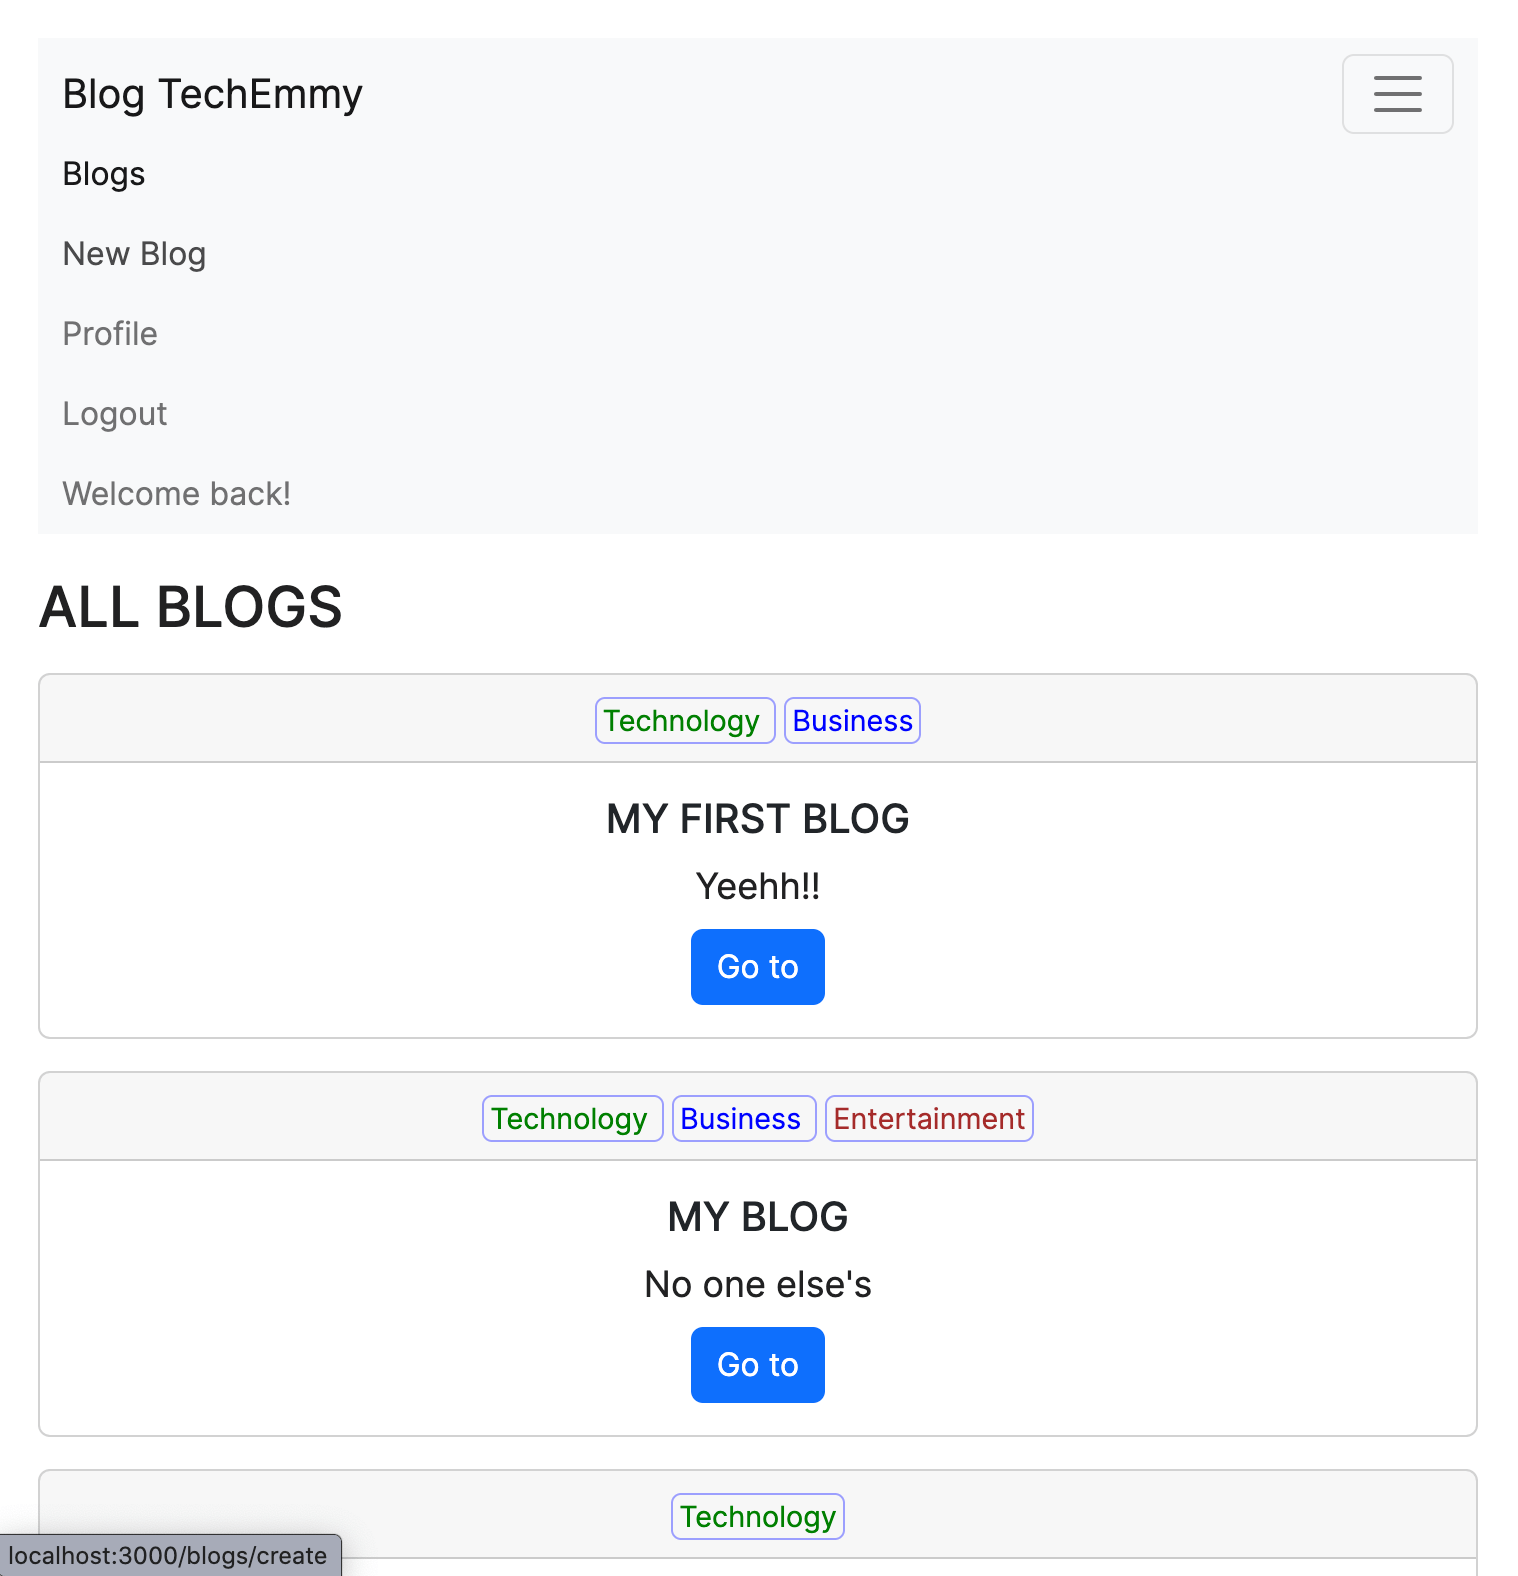 Blog TechEmmy
Blogs
New Blog
Profile
Logout
Welcome back!
ALL BLOGS
Technology Business
MY FIRST BLOG
Yeehh!!
Go to
Technology Business Entertainment
MY BLOG
No one else's
Go to
Technology
localhost:3000/blogs/create